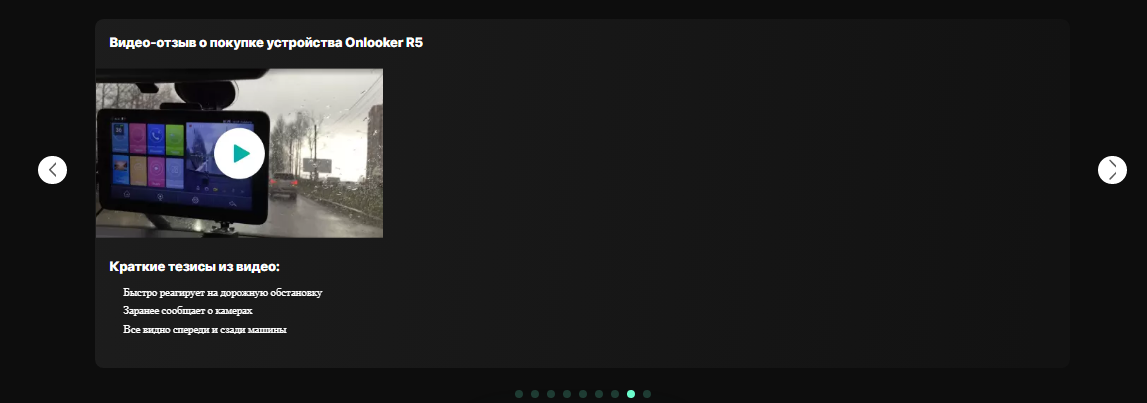 Видео-отзыв о покупке устройства Onlooker R5
Краткие тезисы из видео:
Быстро реагирует на дорожную обстановку
Заранее сообщает о камерах
Все видно спереди и сзади машины